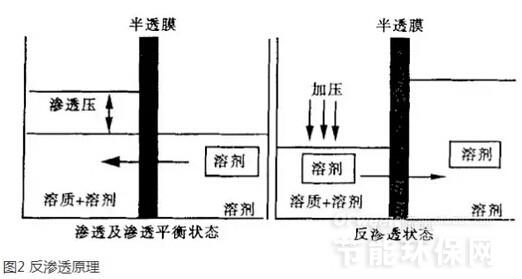 半透膜
渗透压
溶剂
溶质+溶剂
溶剂
渗透及渗透平衡状态
半透膜
加压
溶剂
溶剂
溶质+溶剂
溶剂
反渗透状态
节能环保网
图2 反渗透原理